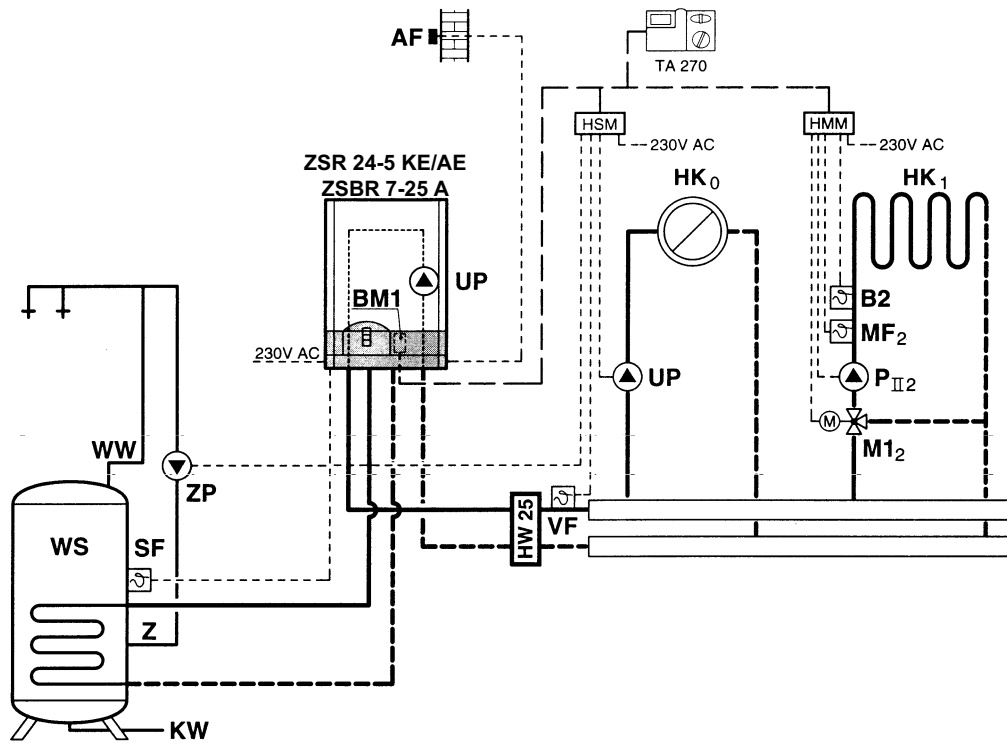 AF
TA 270
HSM
HMM
230V AC
230V AC
ZSR 24-5 KE/AE
ZSBR 7-25 A
HK0
HK1
UP
BM1
B2
MF2
230V AC
UP
PII2
M
M12
WW
ZP
HW 25
VF
WS
SF
Z
KW